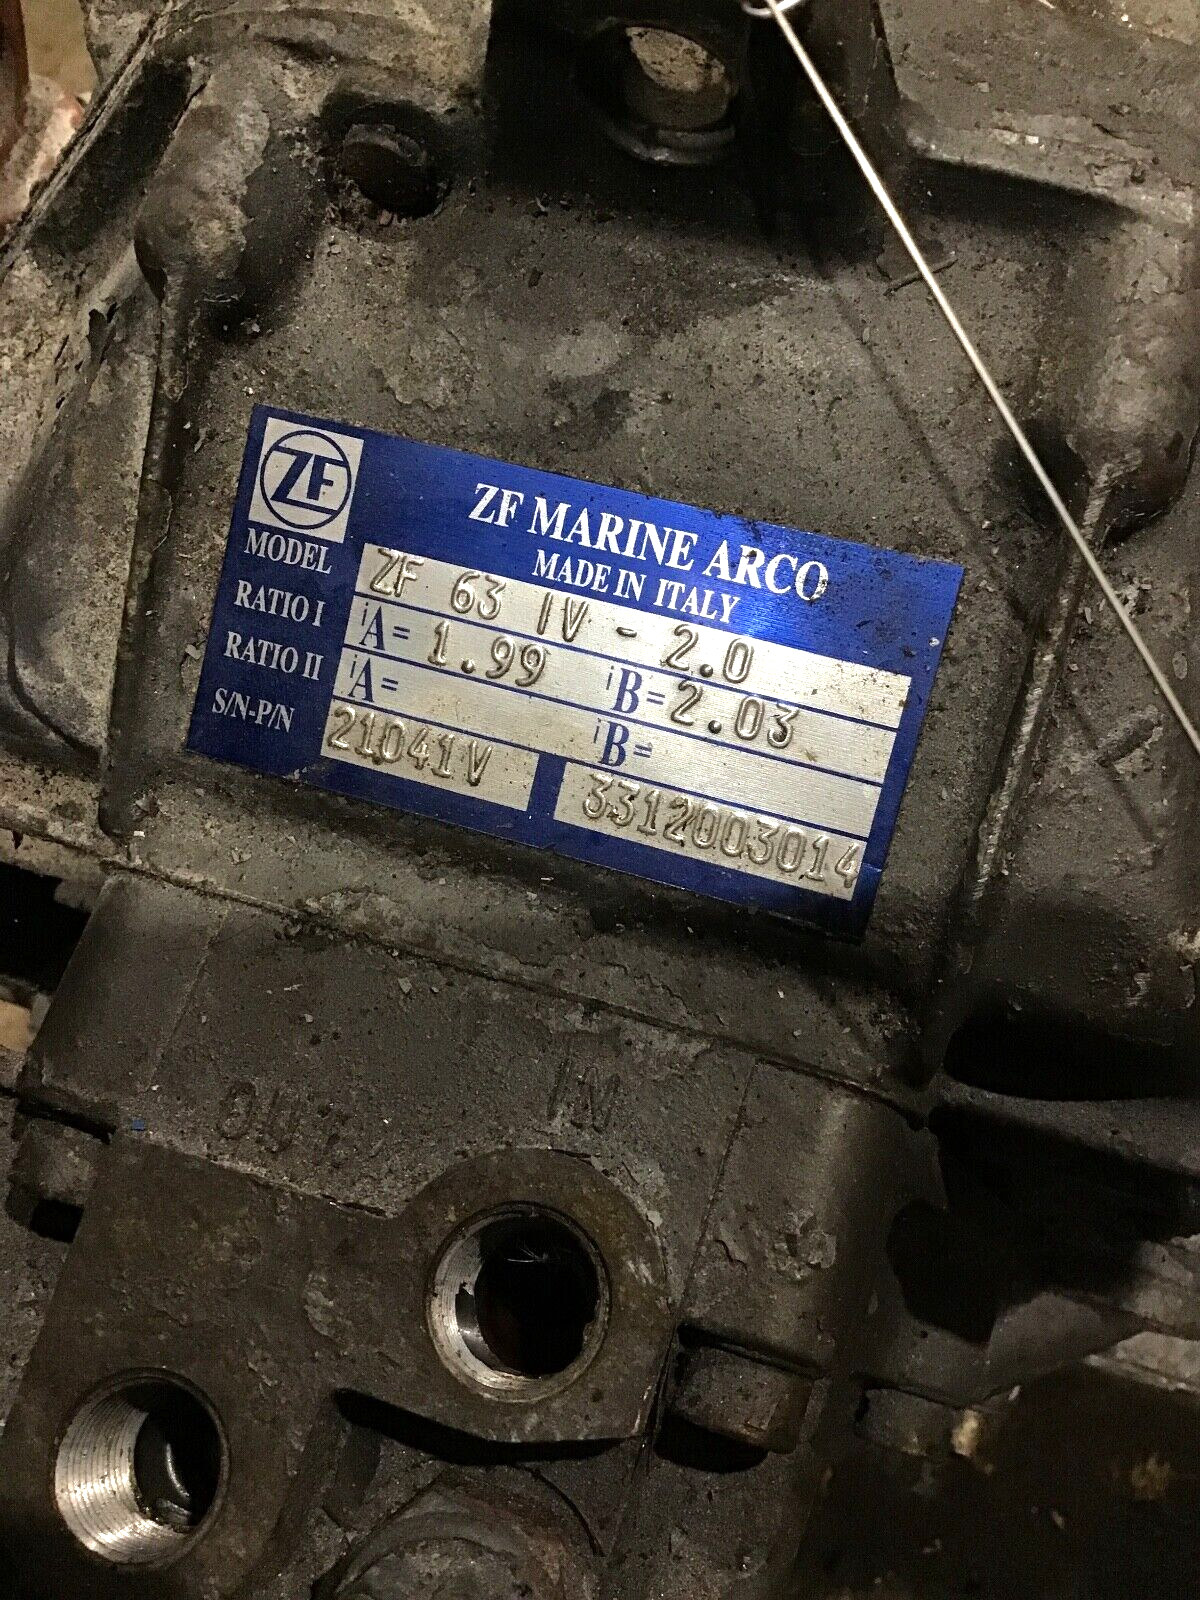 ZF
ZF MARINE ARCO
MADE IN ITALY
MODEL ZF 63 IV - 2.0
RATIO I iA= 1.99 iB= 2.03
RATIO II iA= iB=
S/N-P/N 21041V 3312003014
OUT IN